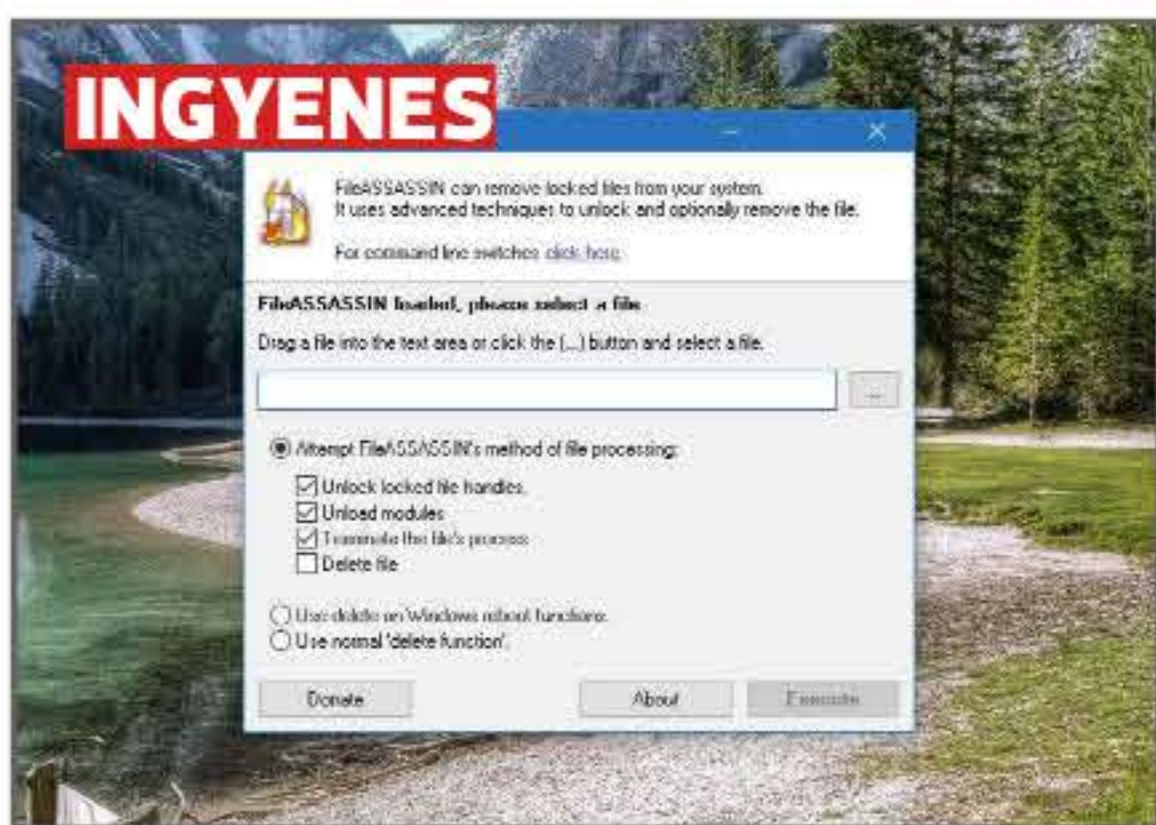 INGYENES
FileASSASSIN can remove locked files from your system.
It uses advanced techniques to unlock and optionally remove the file.
For command line switches click here.
FileASSASSIN loaded, please select a file
Drag a file into the text area or click the (...) button and select a file.
...
Attempt FileASSASSIN's method of file processing:
Unlock locked file handles.
Unload modules
Terminate the file's process
Delete file
Use delete on Windows reboot functions.
Use normal 'delete function'.
Donate About Execute